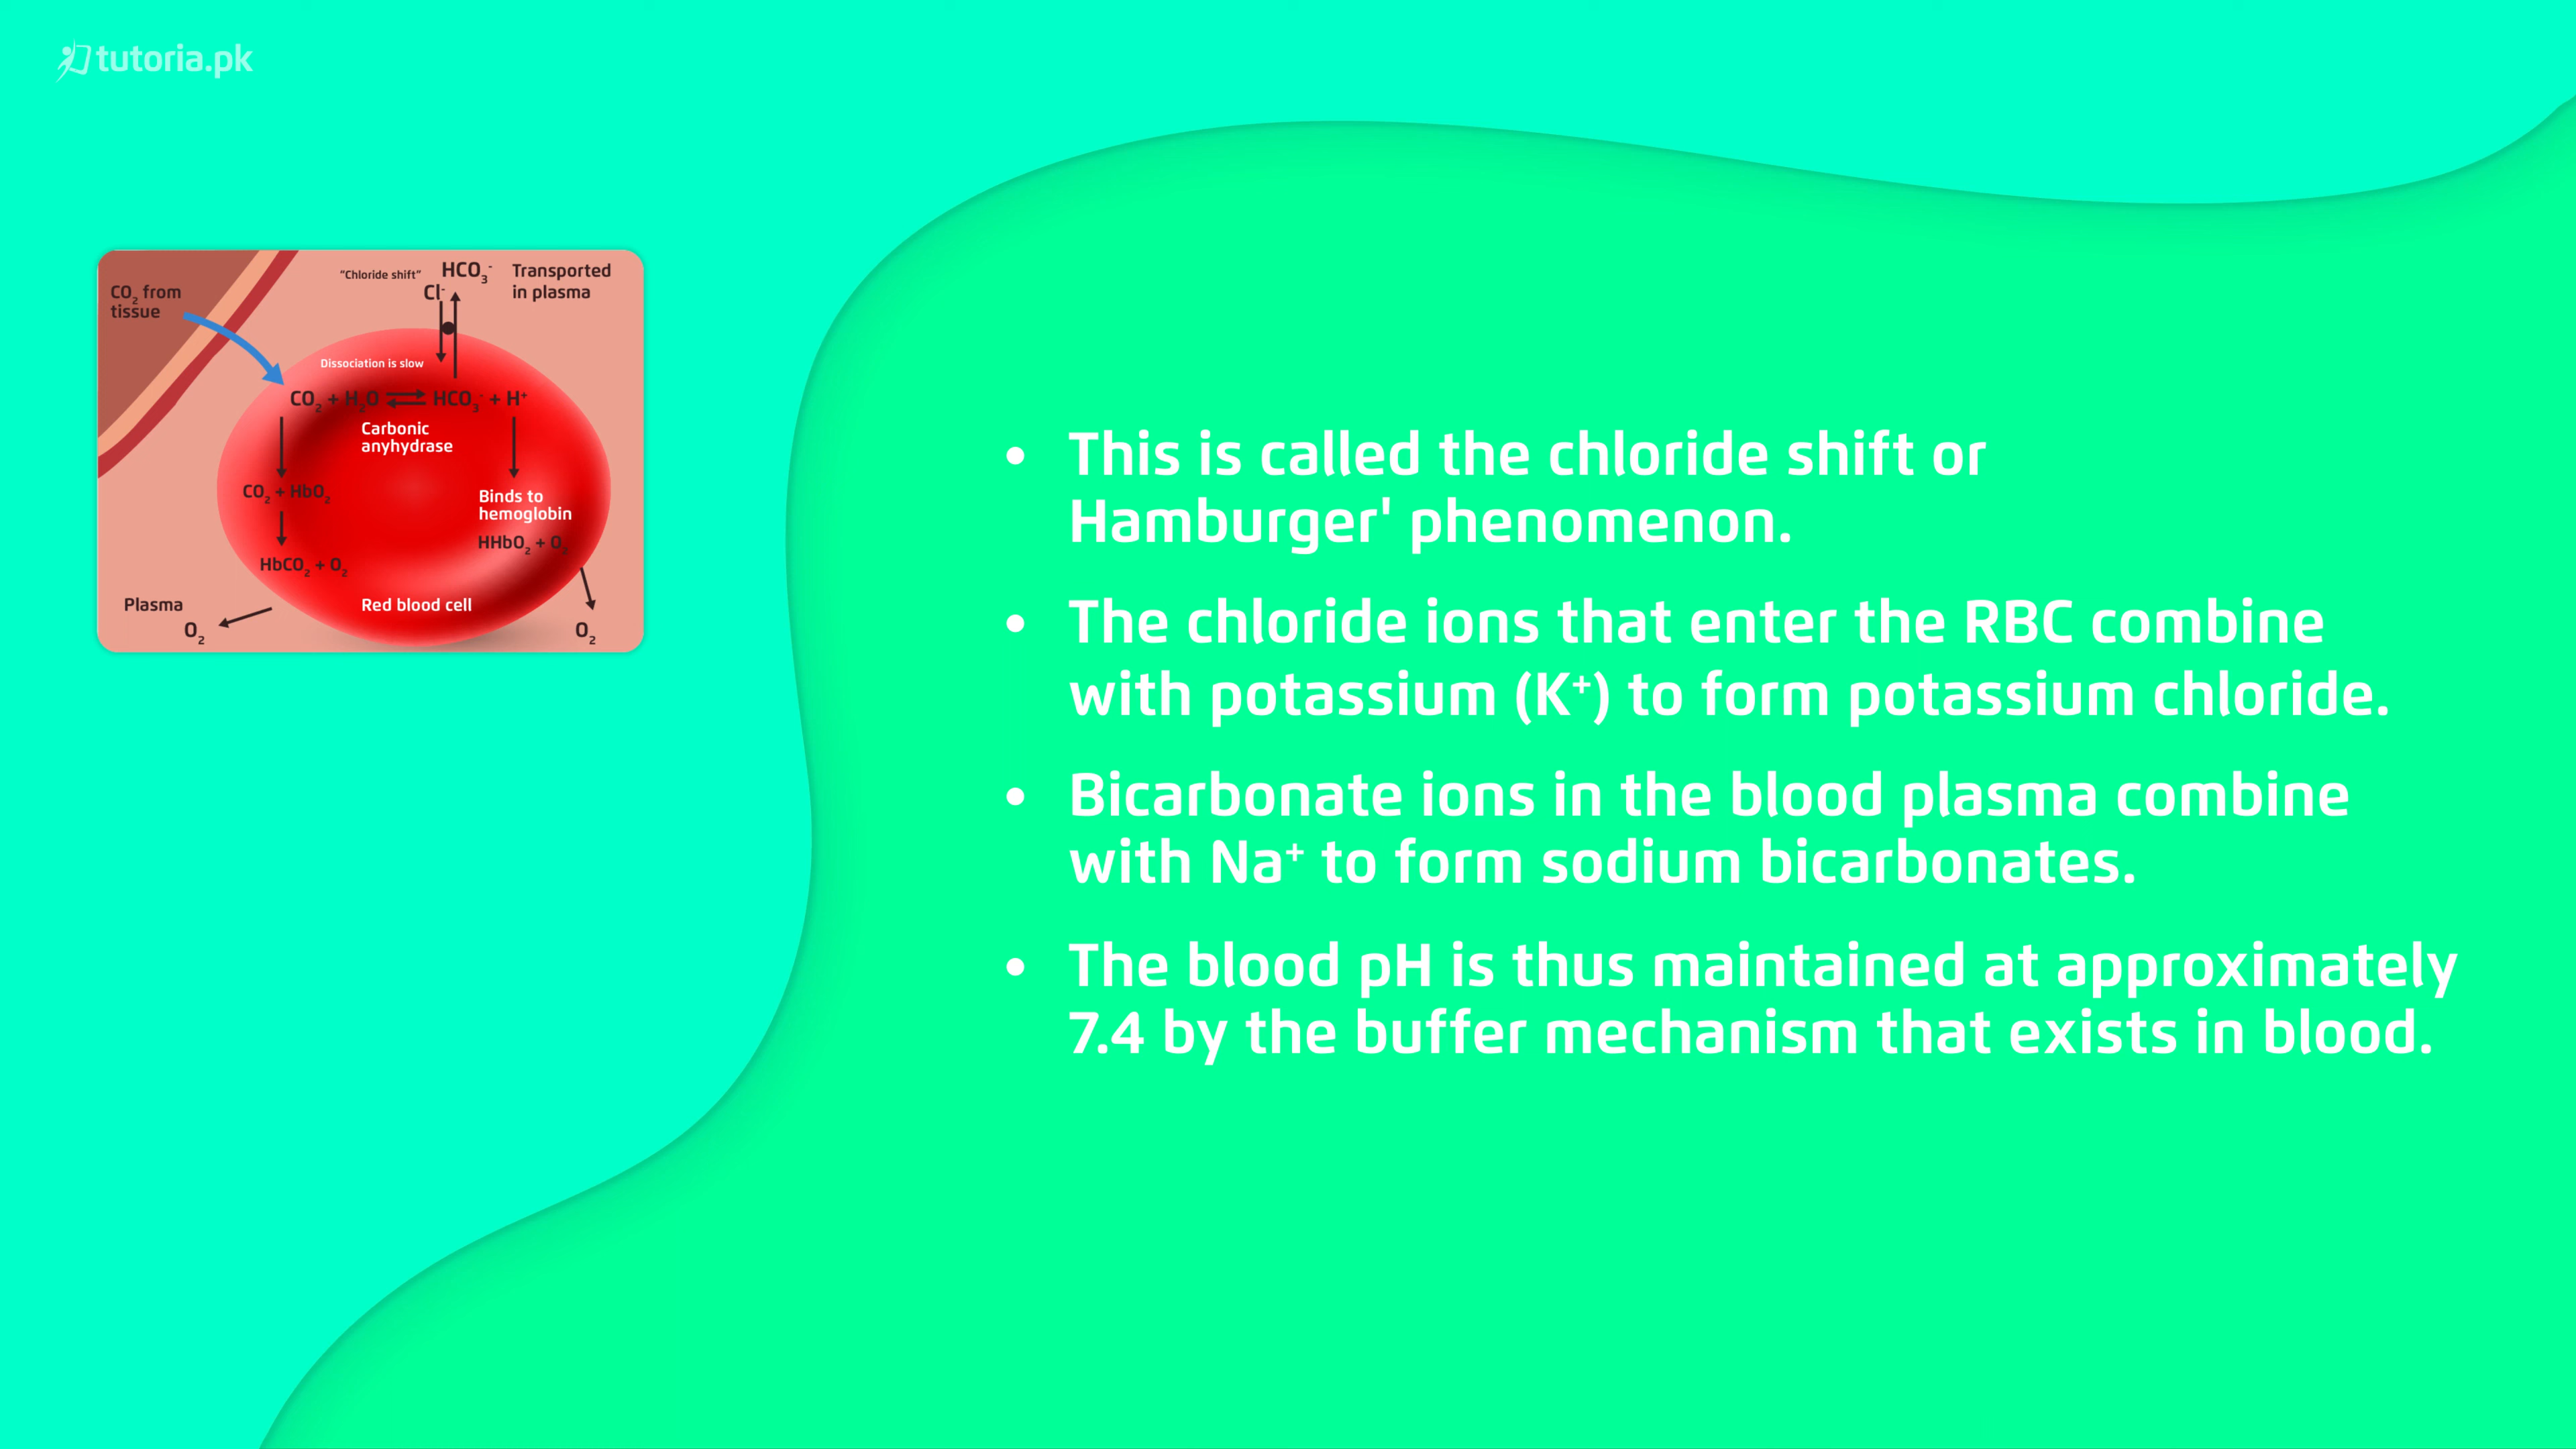 tutoria.pk
CO₂ from
tissue
"Chloride shift"
HCO₃⁻
Cl⁻
Transported
in plasma
Dissociation is slow
CO₂ + H₂O ⇌ HCO₃⁻ + H⁺
Carbonic
anyhydrase
CO₂ + HbO₂
HbCO₂ + O₂
Binds to
hemoglobin
HHbO₂ + O₂
Red blood cell
Plasma
O₂
O₂
• This is called the chloride shift or
Hamburger' phenomenon.
• The chloride ions that enter the RBC combine
with potassium (K⁺) to form potassium chloride.
• Bicarbonate ions in the blood plasma combine
with Na⁺ to form sodium bicarbonates.
• The blood pH is thus maintained at approximately
7.4 by the buffer mechanism that exists in blood.